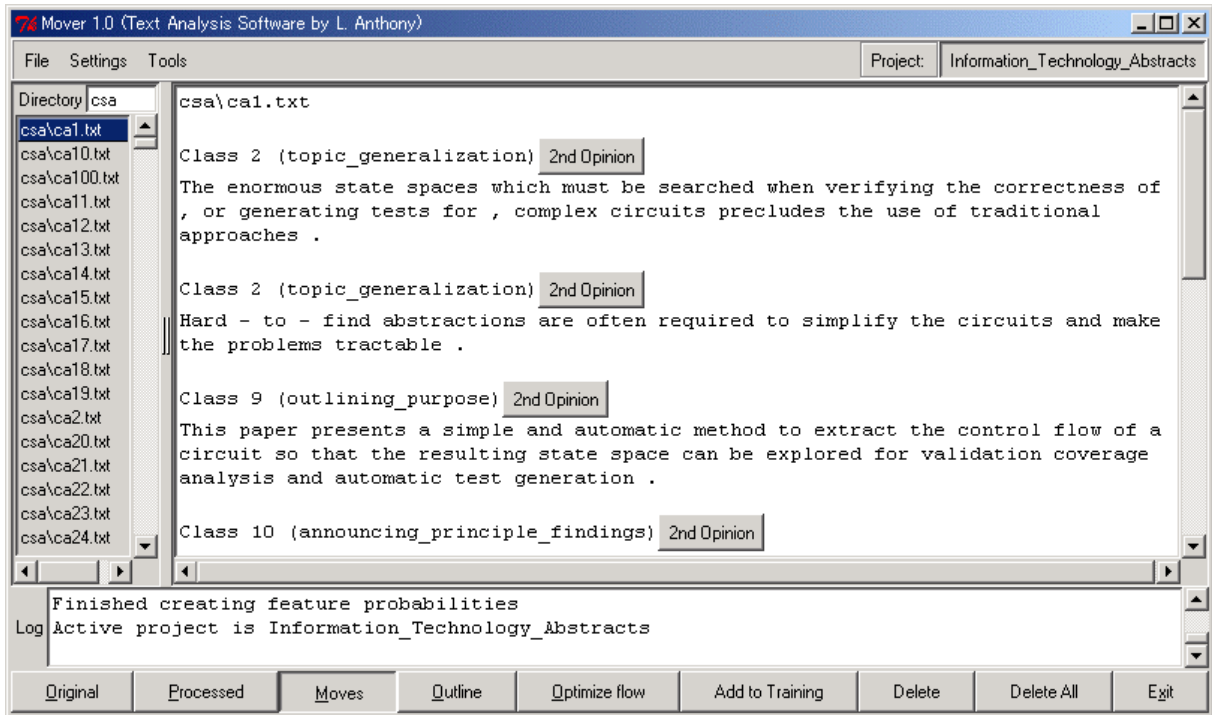 Mover 1.0 (Text Analysis Software by L. Anthony)
File Settings Tools
Project: Information_Technology_Abstracts
Directory csa
csa\ca1.txt
csa\ca10.txt
csa\ca100.txt
csa\ca11.txt
csa\ca12.txt
csa\ca13.txt
csa\ca14.txt
csa\ca15.txt
csa\ca16.txt
csa\ca17.txt
csa\ca18.txt
csa\ca19.txt
csa\ca2.txt
csa\ca20.txt
csa\ca21.txt
csa\ca22.txt
csa\ca23.txt
csa\ca24.txt
csa\ca1.txt
Class 2 (topic_generalization) 2nd Opinion
The enormous state spaces which must be searched when verifying the correctness of
, or generating tests for , complex circuits precludes the use of traditional
approaches .
Class 2 (topic_generalization) 2nd Opinion
Hard - to - find abstractions are often required to simplify the circuits and make
the problems tractable .
Class 9 (outlining_purpose) 2nd Opinion
This paper presents a simple and automatic method to extract the control flow of a
circuit so that the resulting state space can be explored for validation coverage
analysis and automatic test generation .
Class 10 (announcing_principle_findings) 2nd Opinion
Log
Finished creating feature probabilities
Active project is Information_Technology_Abstracts
Original Processed Moves Outline Optimize flow Add to Training Delete Delete All Exit